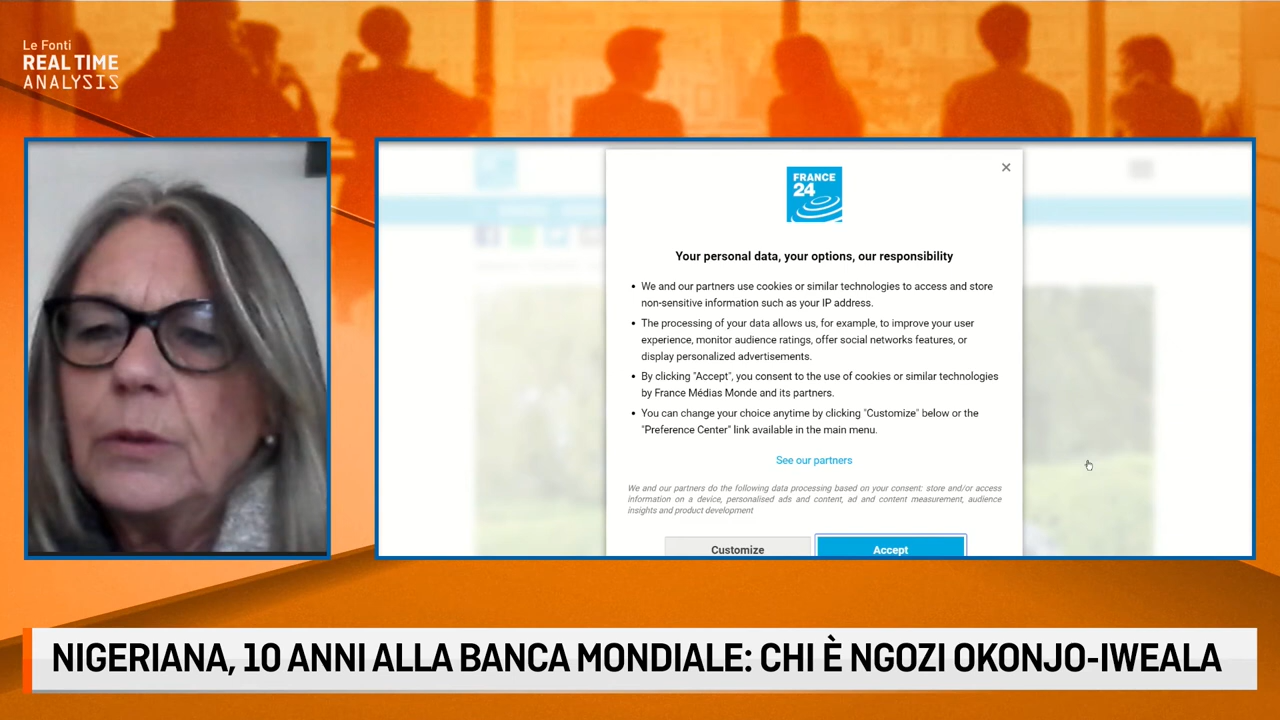 Le Fonti
REAL TIME
ANALYSIS
FRANCE
24
Your personal data, your options, our responsibility
• We and our partners use cookies or similar technologies to access and store
non-sensitive information such as your IP address.
• The processing of your data allows us, for example, to improve your user
experience, monitor audience ratings, offer social networks features, or
display personalized advertisements.
• By clicking "Accept", you consent to the use of cookies or similar technologies
by France Médias Monde and its partners.
• You can change your choice anytime by clicking "Customize" below or the
"Preference Center" link available in the main menu.
See our partners
We and our partners do the following data processing based on your consent: store and/or access
information on a device, personalised ads and content, ad and content measurement, audience
insights and product development
Customize
Accept
NIGERIANA, 10 ANNI ALLA BANCA MONDIALE: CHI È NGOZI OKONJO-IWEALA